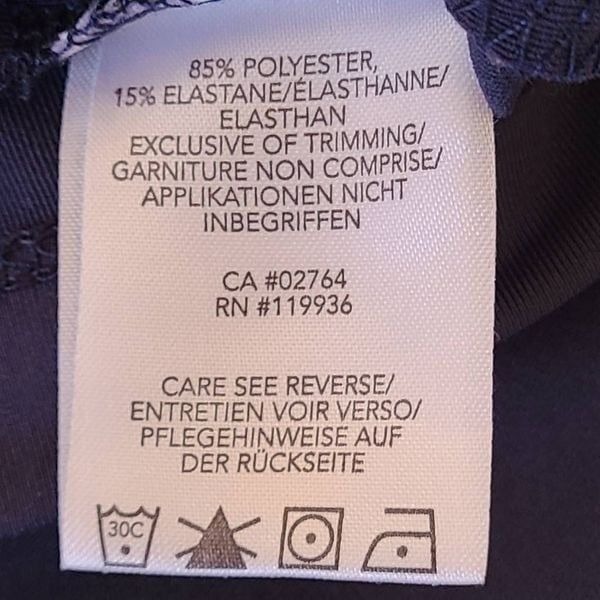 85% POLYESTER,
15% ELASTANE/ÉLASTHANNE/
ELASTHAN
EXCLUSIVE OF TRIMMING/
GARNITURE NON COMPRISE/
APPLIKATIONEN NICHT
INBEGRIFFEN
CA #02764
RN #119936
CARE SEE REVERSE/
ENTRETIEN VOIR VERSO/
PFLEGEHINWEISE AUF
DER RÜCKSEITE
30C